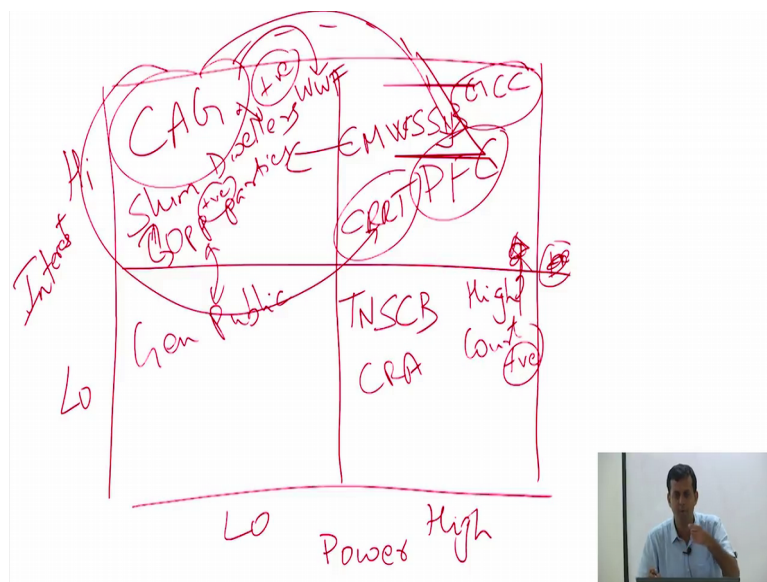 CAG
+ve
WWF
GCC
Slum Dwellers
CMWSSB
PFC
Opp parties
+ve
CRRT
Hi
Interest
Gen Public
TNSCB
High
Court
+ve
CRA
Lo
Lo
Power
High